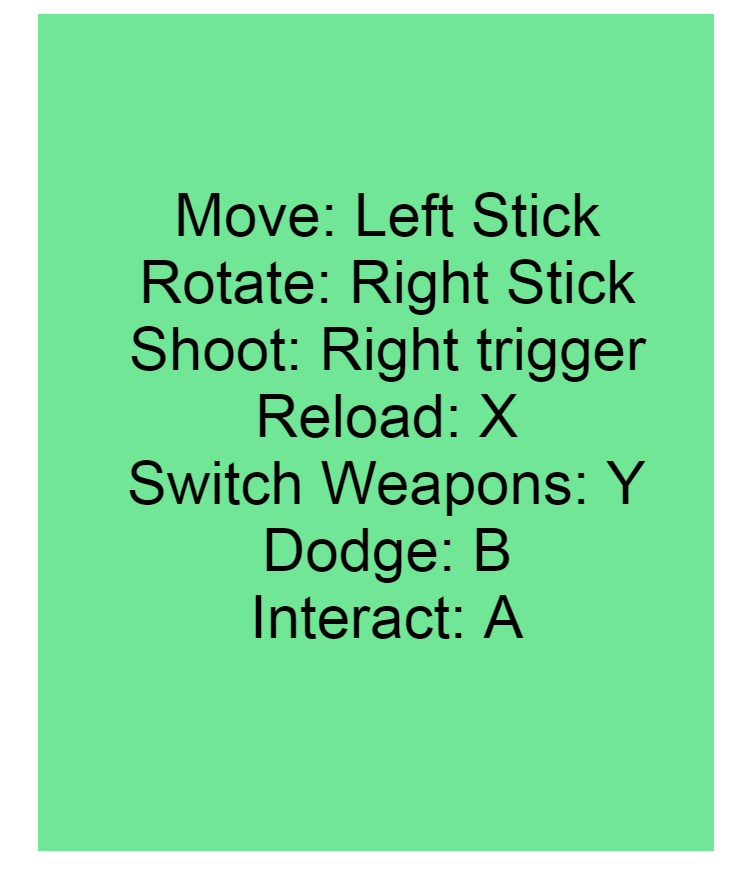 Move: Left Stick
Rotate: Right Stick
Shoot: Right trigger
Reload: X
Switch Weapons: Y
Dodge: B
Interact: A